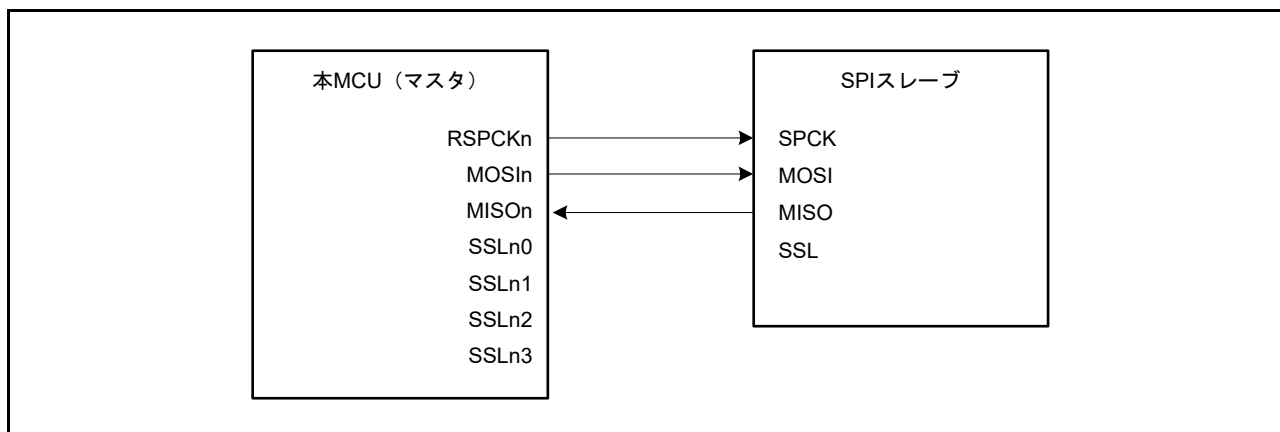 本MCU（マスタ）
RSPCKn
MOSIn
MISOn
SSLn0
SSLn1
SSLn2
SSLn3
SPIスレーブ
SPCK
MOSI
MISO
SSL